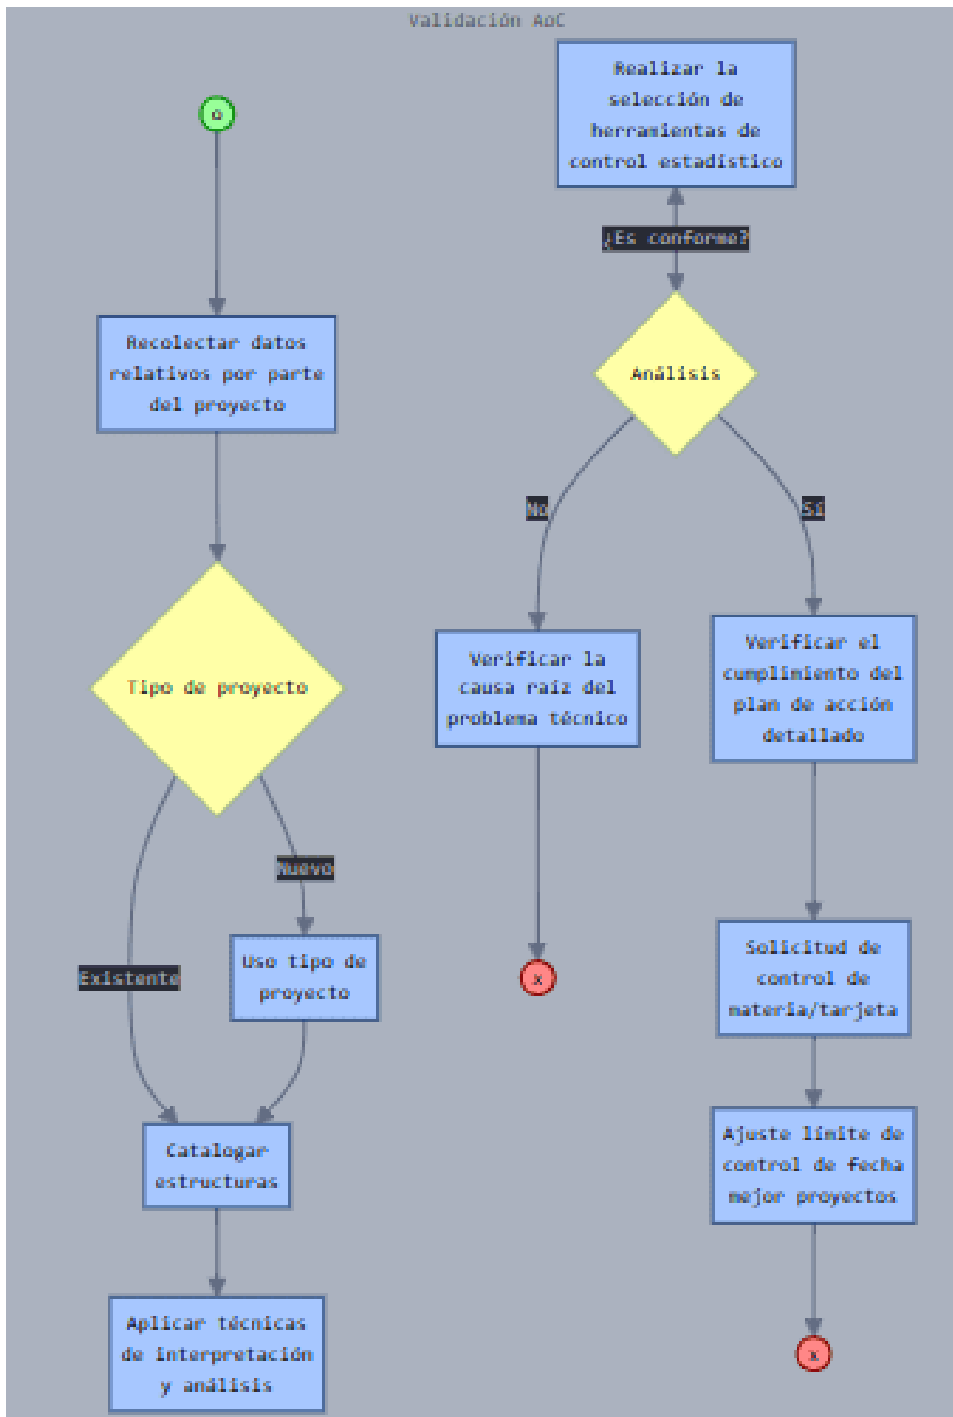 Validación AoC
o
Recolectar datos
relativos por parte
del proyecto
Tipo de proyecto
Nuevo
Existente
Uso tipo de
proyecto
Catalogar
estructuras
Aplicar técnicas
de interpretación
y análisis
Realizar la
selección de
herramientas de
control estadístico
¿Es conforme?
Análisis
No
Sí
Verificar la
causa raíz del
problema técnico
x
Verificar el
cumplimiento del
plan de acción
detallado
Solicitud de
control de
materia/tarjeta
Ajuste límite de
control de fecha
mejor proyectos
x